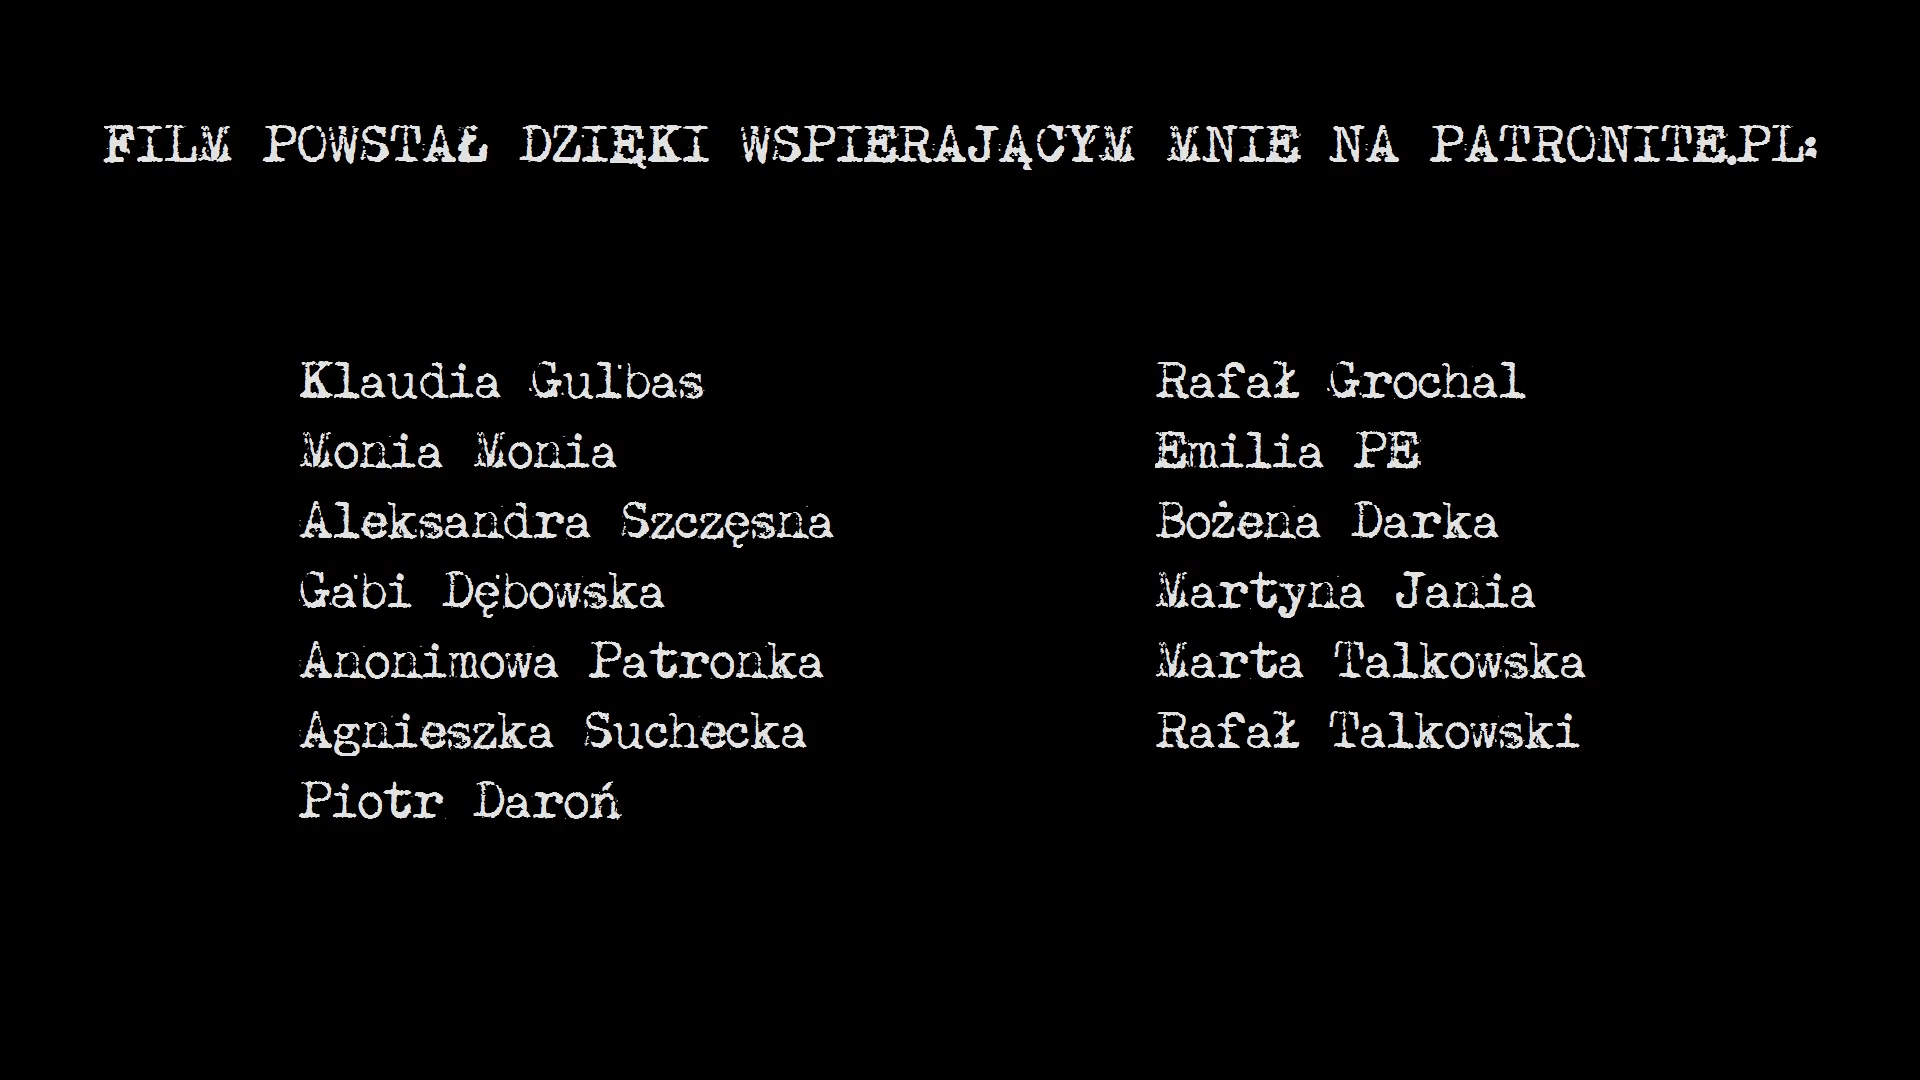 FILM POWSTAŁ DZIĘKI WSPIERAJĄCYM MNIE NA PATRONITE.PL:
Klaudia Gulbas
Monia Monia
Aleksandra Szczęsna
Gabi Dębowska
Anonimowa Patronka
Agnieszka Suchecka
Piotr Daroń
Rafał Grochal
Emilia PE
Bożena Darka
Martyna Jania
Marta Talkowska
Rafał Talkowski